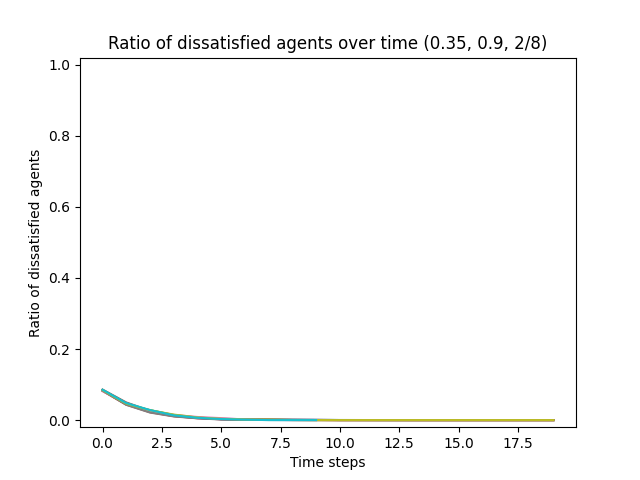 Ratio of dissatisfied agents over time (0.35, 0.9, 2/8)
1.0
0.8
0.6
0.4
0.2
0.0
Ratio of dissatisfied agents
0.0 2.5 5.0 7.5 10.0 12.5 15.0 17.5
Time steps